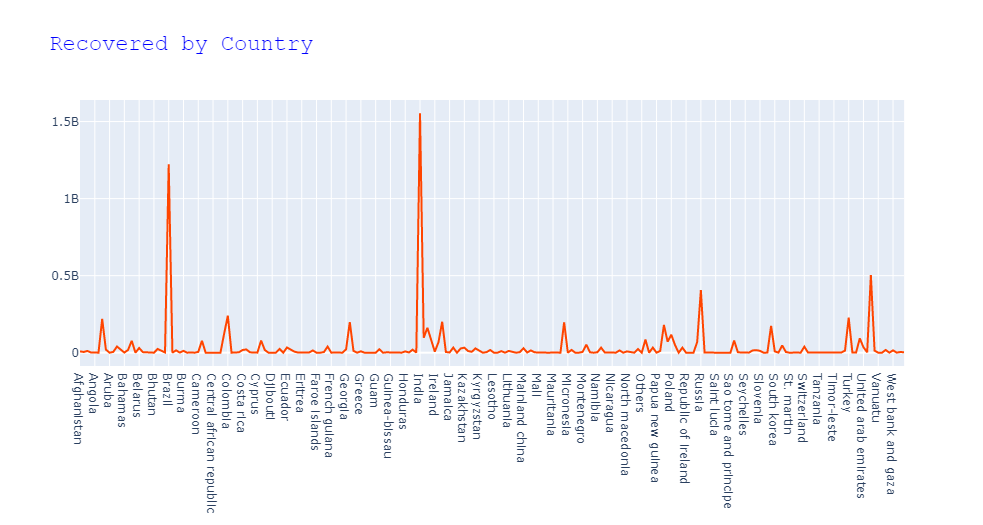 Recovered by Country
1.5B
1B
0.5B
0
Afghanistan
Angola
Aruba
Bahamas
Belarus
Bhutan
Brazil
Burma
Cameroon
Central african republic
Colombia
Costa rica
Cyprus
Djibouti
Ecuador
Eritrea
Faroe islands
French guiana
Georgia
Greece
Guam
Guinea-bissau
Honduras
India
Ireland
Jamaica
Kazakhstan
Kyrgyzstan
Lesotho
Lithuania
Mainland china
Mali
Mauritania
Micronesia
Montenegro
Namibia
Nicaragua
North macedonia
Others
Papua new guinea
Poland
Republic of ireland
Russia
Saint lucia
Sao tome and principe
Seychelles
Slovenia
South korea
St. martin
Switzerland
Tanzania
Timor-leste
Turkey
United arab emirates
Vanuatu
West bank and gaza